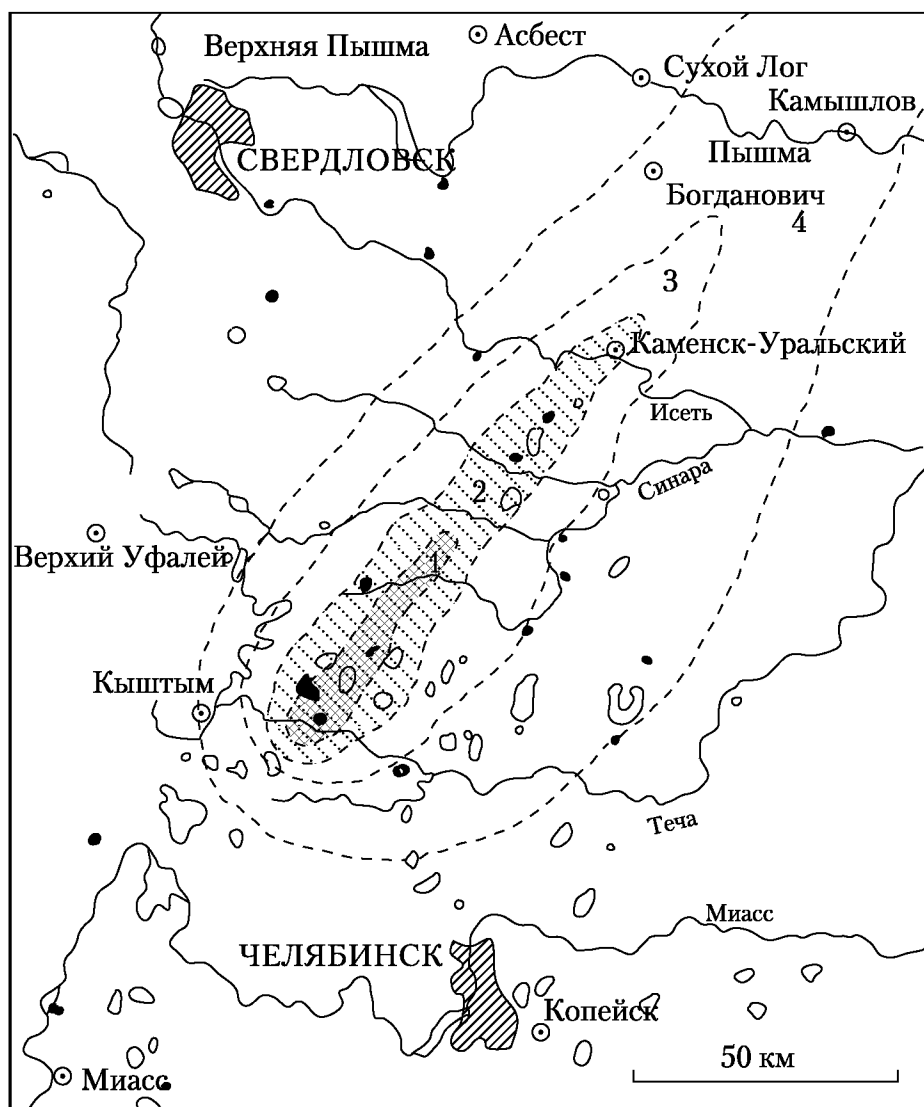 Верхняя Пышма
Асбест
Сухой Лог
Камышлов
СВЕРДЛОВСК
Пышма
Богданович
4
3
Каменск-Уральский
Исеть
2
Синара
Верхий Уфалей
1
Кыштым
Теча
Миасс
ЧЕЛЯБИНСК
Копейск
50 км
Миасс